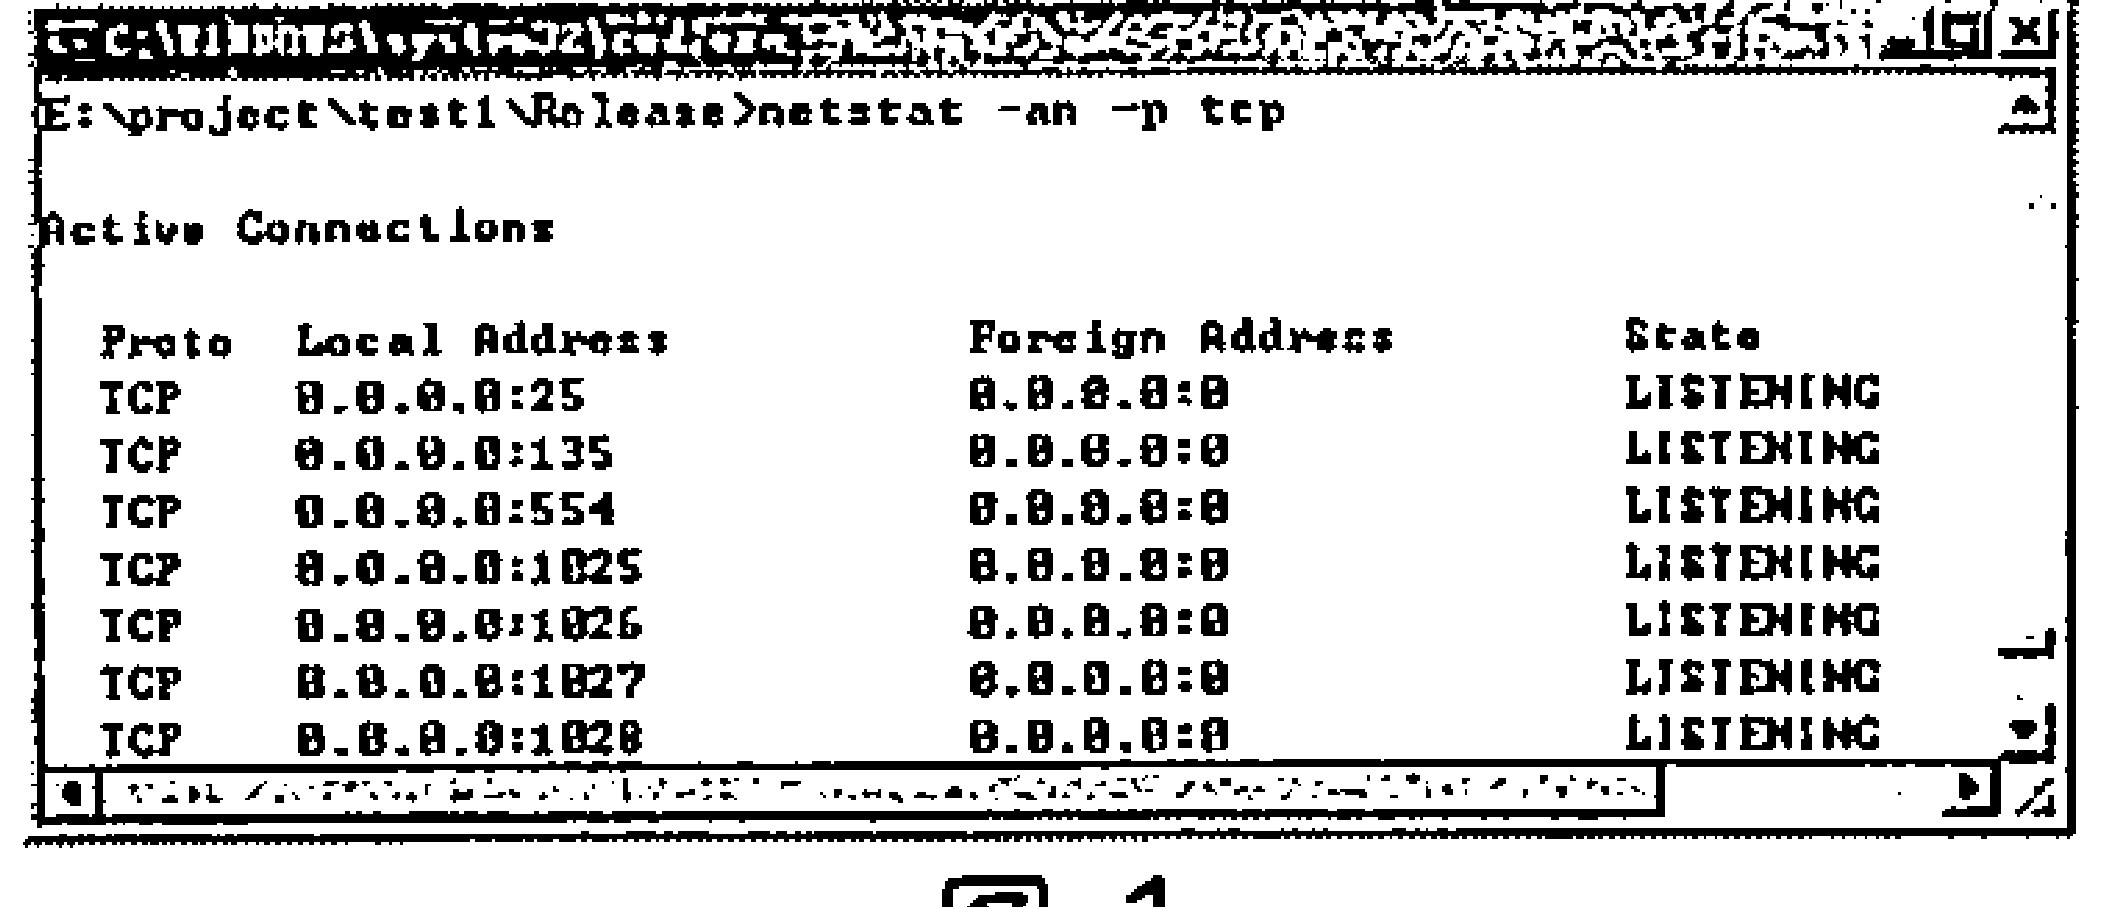 E:\project\test1\Release>netstat -an -p tcp
Active Connections
Proto Local Address Foreign Address State
TCP 0.0.0.0:25 0.0.0.0:0 LISTENING
TCP 0.0.0.0:135 0.0.0.0:0 LISTENING
TCP 0.0.0.0:554 0.0.0.0:0 LISTENING
TCP 0.0.0.0:1025 0.0.0.0:0 LISTENING
TCP 0.0.0.0:1026 0.0.0.0:0 LISTENING
TCP 0.0.0.0:1027 0.0.0.0:0 LISTENING
TCP 0.0.0.0:1028 0.0.0.0:0 LISTENING